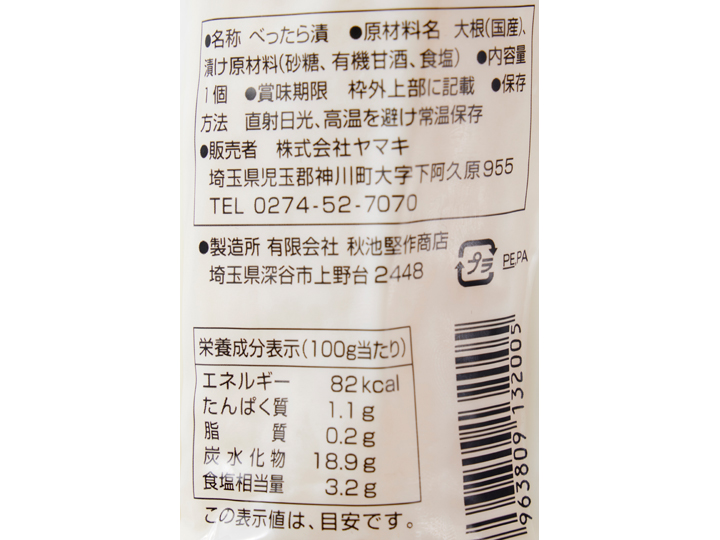 ●名称 べったら漬 ●原材料名 大根(国産)、
漬け原材料(砂糖、有機甘酒、食塩) ●内容量
1個 ●賞味期限 枠外上部に記載 ●保存
方法 直射日光、高温を避け常温保存
●販売者 株式会社ヤマキ
埼玉県児玉郡神川町大字下阿久原955
TEL 0274-52-7070
●製造所 有限会社 秋池堅作商店
埼玉県深谷市上野台2448
プラ
PE,PA
栄養成分表示(100g当たり)
エネルギー 82kcal
たんぱく質 1.1g
脂質 0.2g
炭水化物 18.9g
食塩相当量 3.2g
この表示値は、目安です。
963809 132005